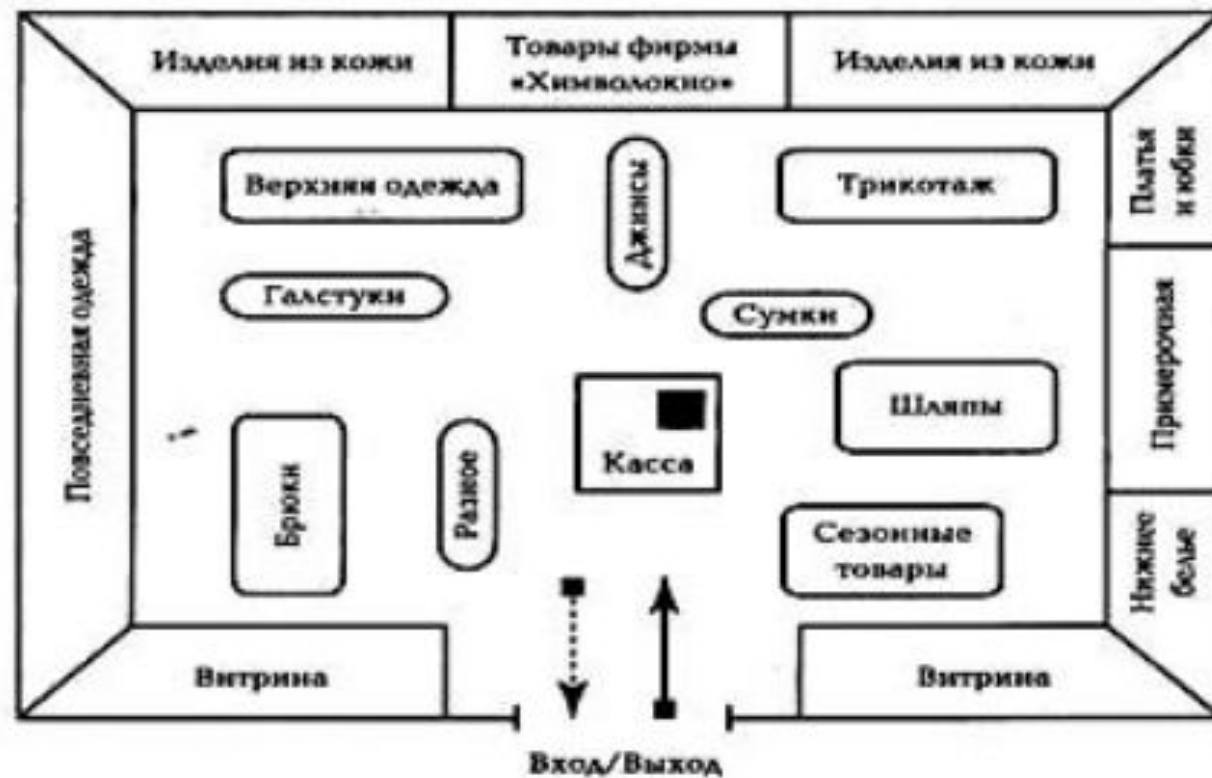 Изделия из кожи
Товары фирмы
«Химволокно»
Изделия из кожи
Платья
и юбки
Верхняя одежда
Джинсы
Трикотаж
Повседневная одежда
Галстуки
Сумки
Примерочная
Шляпы
Касса
Брюки
Разное
Сезонные
товары
Нижнее
белье
Витрина
Витрина
Вход/Выход